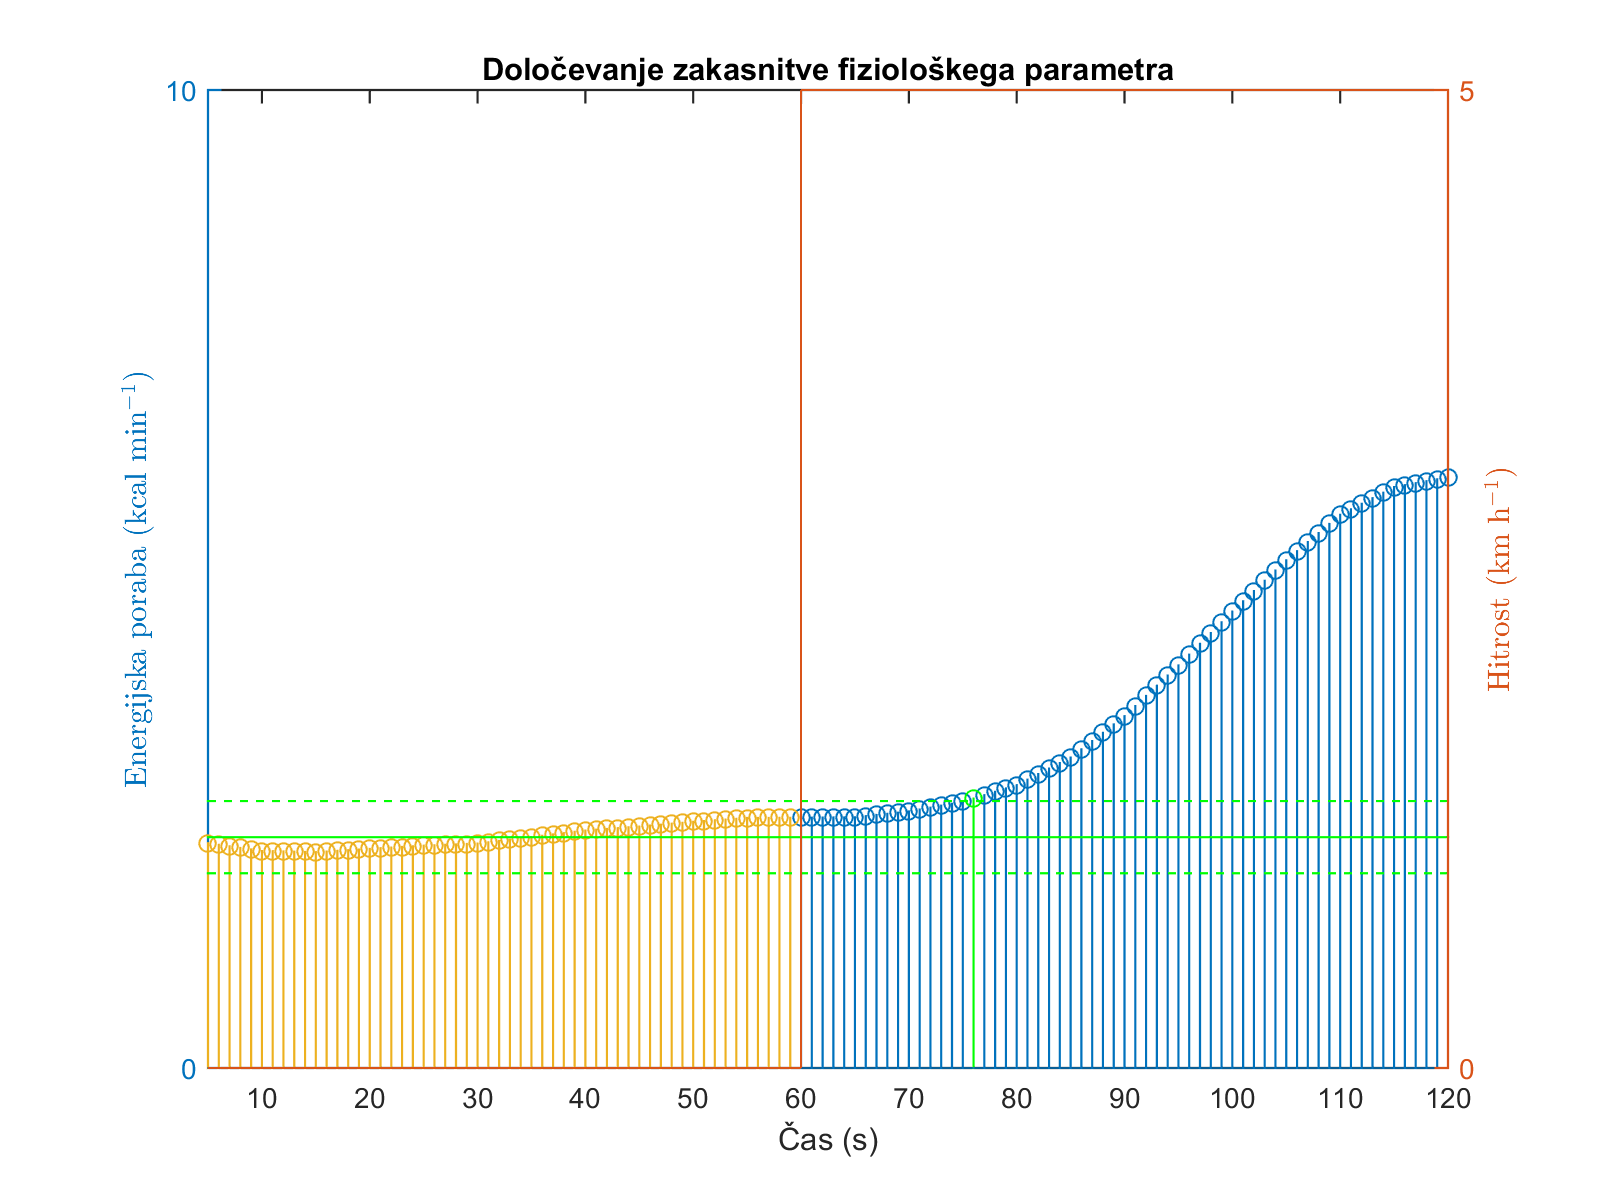 Določevanje zakasnitve fiziološkega parametra
10
0
Energijska poraba (kcal min⁻¹)
5
0
Hitrost (km h⁻¹)
10 20 30 40 50 60 70 80 90 100 110 120
Čas (s)